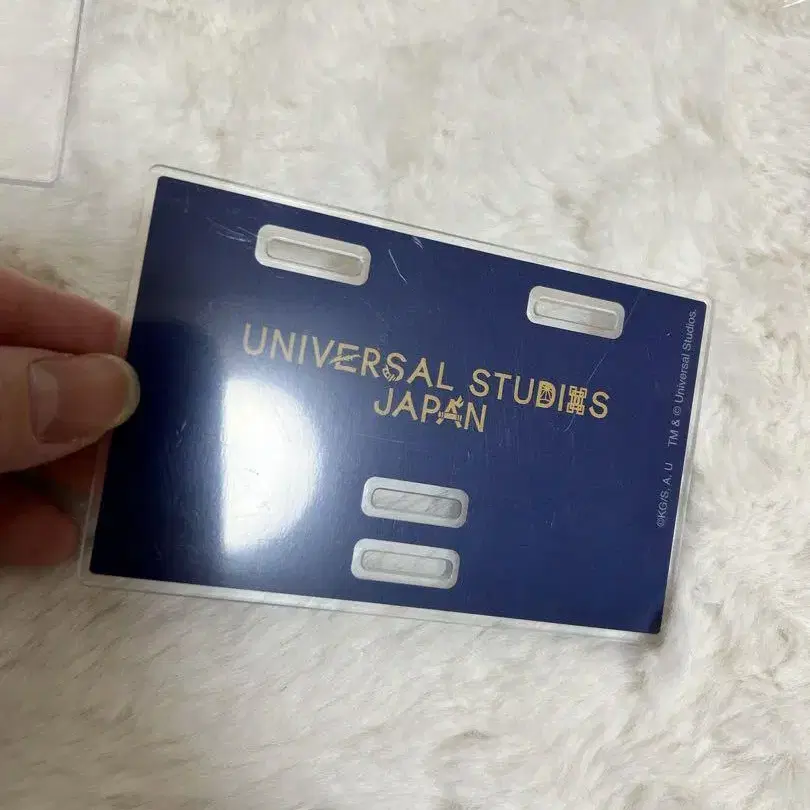 UNIVERSAL STUDIOS
JAPAN
©KG/S, A, U TM & © Universal Studios.